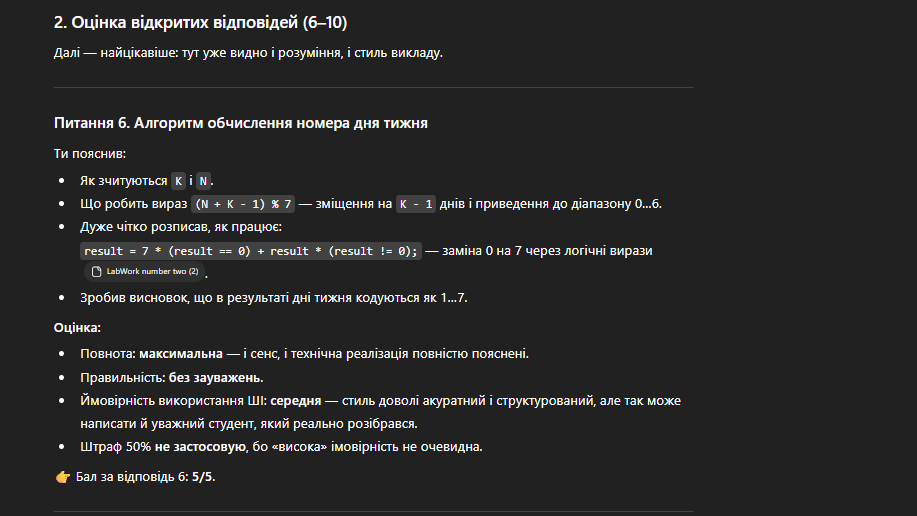 2. Оцінка відкритих відповідей (6–10)
Далі — найцікавіше: тут уже видно і розуміння, і стиль викладу.
Питання 6. Алгоритм обчислення номера дня тижня
Ти пояснив:
• Як зчитуються K і N.
• Що робить вираз (N + K - 1) % 7 — зміщення на K - 1 днів і приведення до діапазону 0…6.
• Дуже чітко розписав, як працює:
result = 7 * (result == 0) + result * (result != 0); — заміна 0 на 7 через логічні вирази
LabWork number two (2) .
• Зробив висновок, що в результаті дні тижня кодуються як 1…7.
Оцінка:
• Повнота: максимальна — і сенс, і технічна реалізація повністю пояснені.
• Правильність: без зауважень.
• Ймовірність використання ШІ: середня — стиль доволі акуратний і структурований, але так може
написати й уважний студент, який реально розібрався.
• Штраф 50% не застосовую, бо «висока» імовірність не очевидна.
👉 Бал за відповідь 6: 5/5.